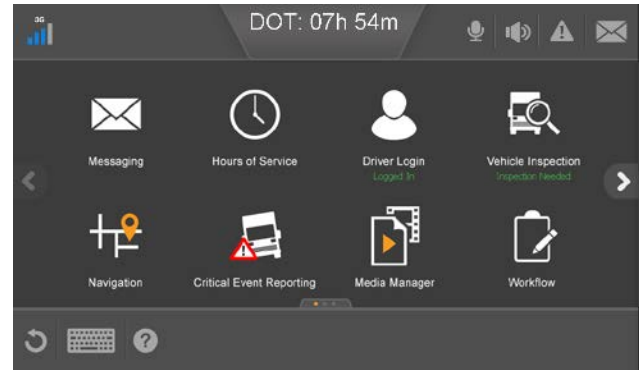 3G
DOT: 07h 54m
Messaging
Hours of Service
Driver Login
Logged In
Vehicle Inspection
Inspection Needed
Navigation
Critical Event Reporting
Media Manager
Workflow
?